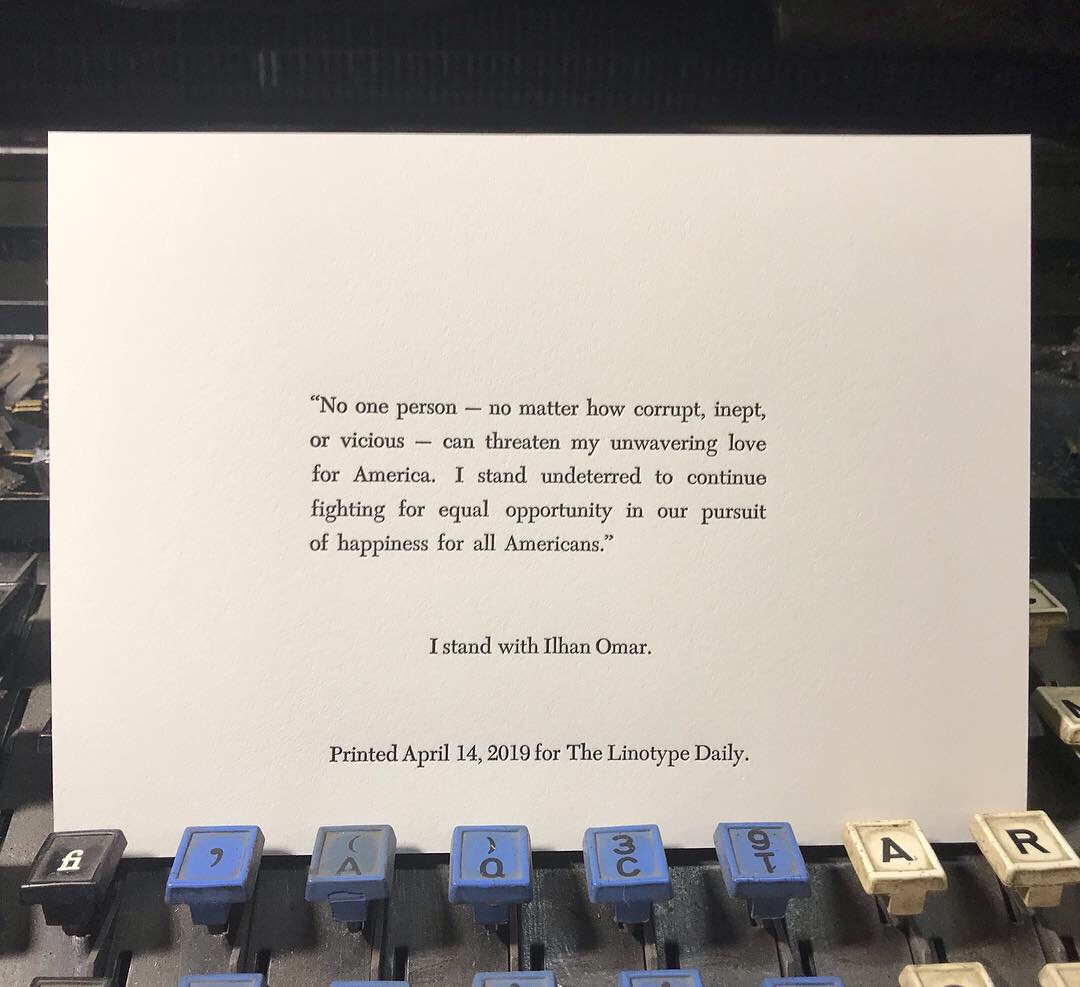 “No one person — no matter how corrupt, inept,
or vicious — can threaten my unwavering love
for America. I stand undeterred to continue
fighting for equal opportunity in our pursuit
of happiness for all Americans.”
I stand with Ilhan Omar.
Printed April 14, 2019 for The Linotype Daily.
fi , ( A ) Q 3 C 9 T A R